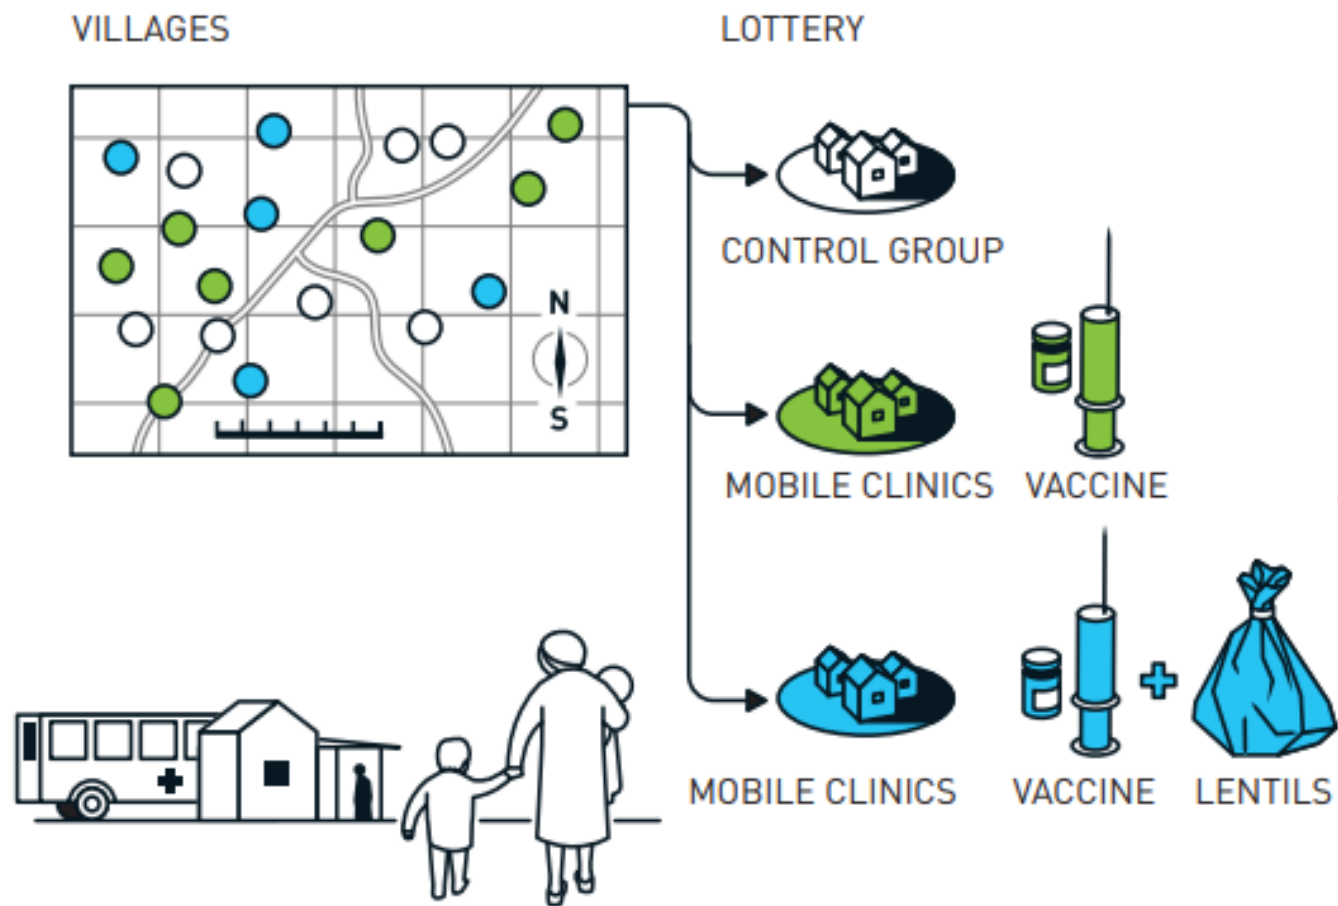 VILLAGES
LOTTERY
N
S
CONTROL GROUP
MOBILE CLINICS
VACCINE
MOBILE CLINICS
VACCINE
LENTILS